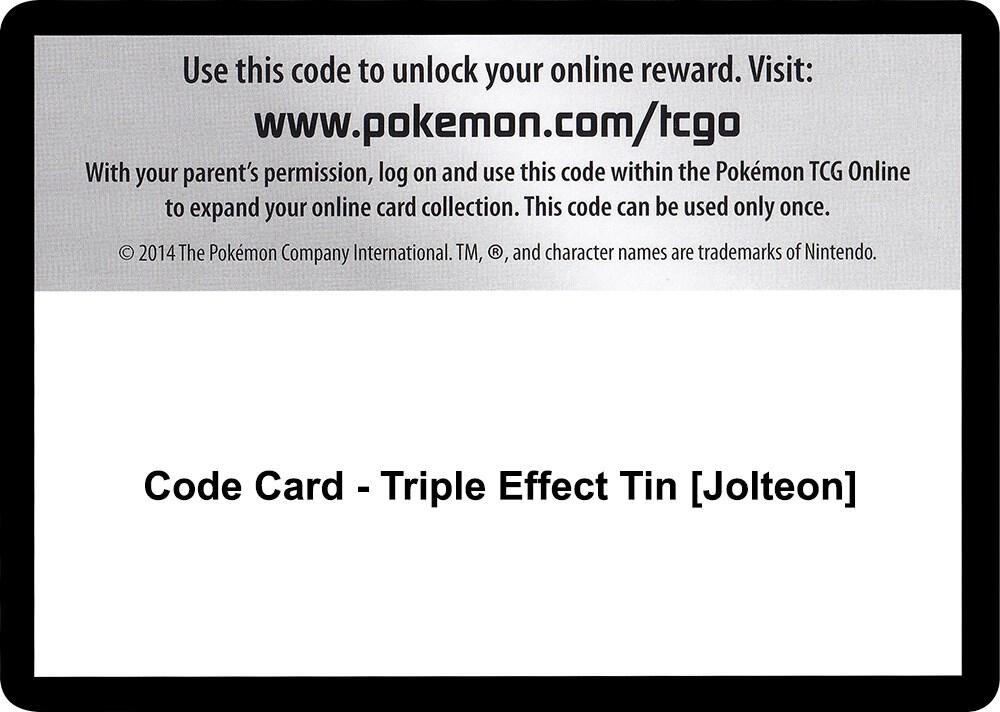 Use this code to unlock your online reward. Visit:
www.pokemon.com/tcgo
With your parent's permission, log on and use this code within the Pokémon TCG Online
to expand your online card collection. This code can be used only once.
© 2014 The Pokémon Company International. TM, ®, and character names are trademarks of Nintendo.
Code Card - Triple Effect Tin [Jolteon]